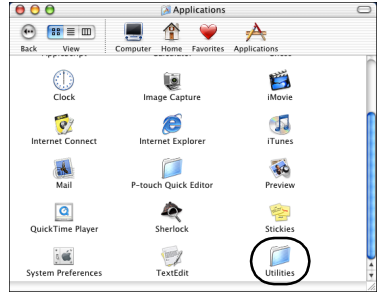 Applications
Back View Computer Home Favorites Applications
Clock Image Capture iMovie
Internet Connect Internet Explorer iTunes
Mail P-touch Quick Editor Preview
QuickTime Player Sherlock Stickies
System Preferences TextEdit Utilities